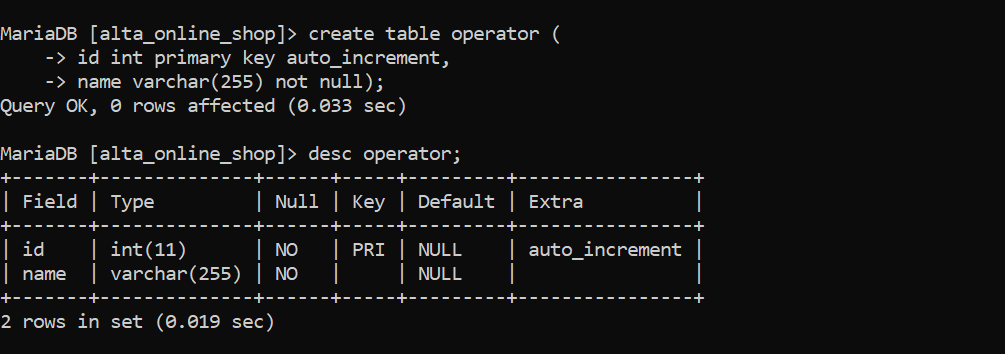 MariaDB [alta_online_shop]> create table operator (
    -> id int primary key auto_increment,
    -> name varchar(255) not null);
Query OK, 0 rows affected (0.033 sec)

MariaDB [alta_online_shop]> desc operator;
+-------+--------------+------+-----+---------+----------------+
| Field | Type         | Null | Key | Default | Extra          |
+-------+--------------+------+-----+---------+----------------+
| id    | int(11)      | NO   | PRI | NULL    | auto_increment |
| name  | varchar(255) | NO   |     | NULL    |                |
+-------+--------------+------+-----+---------+----------------+
2 rows in set (0.019 sec)